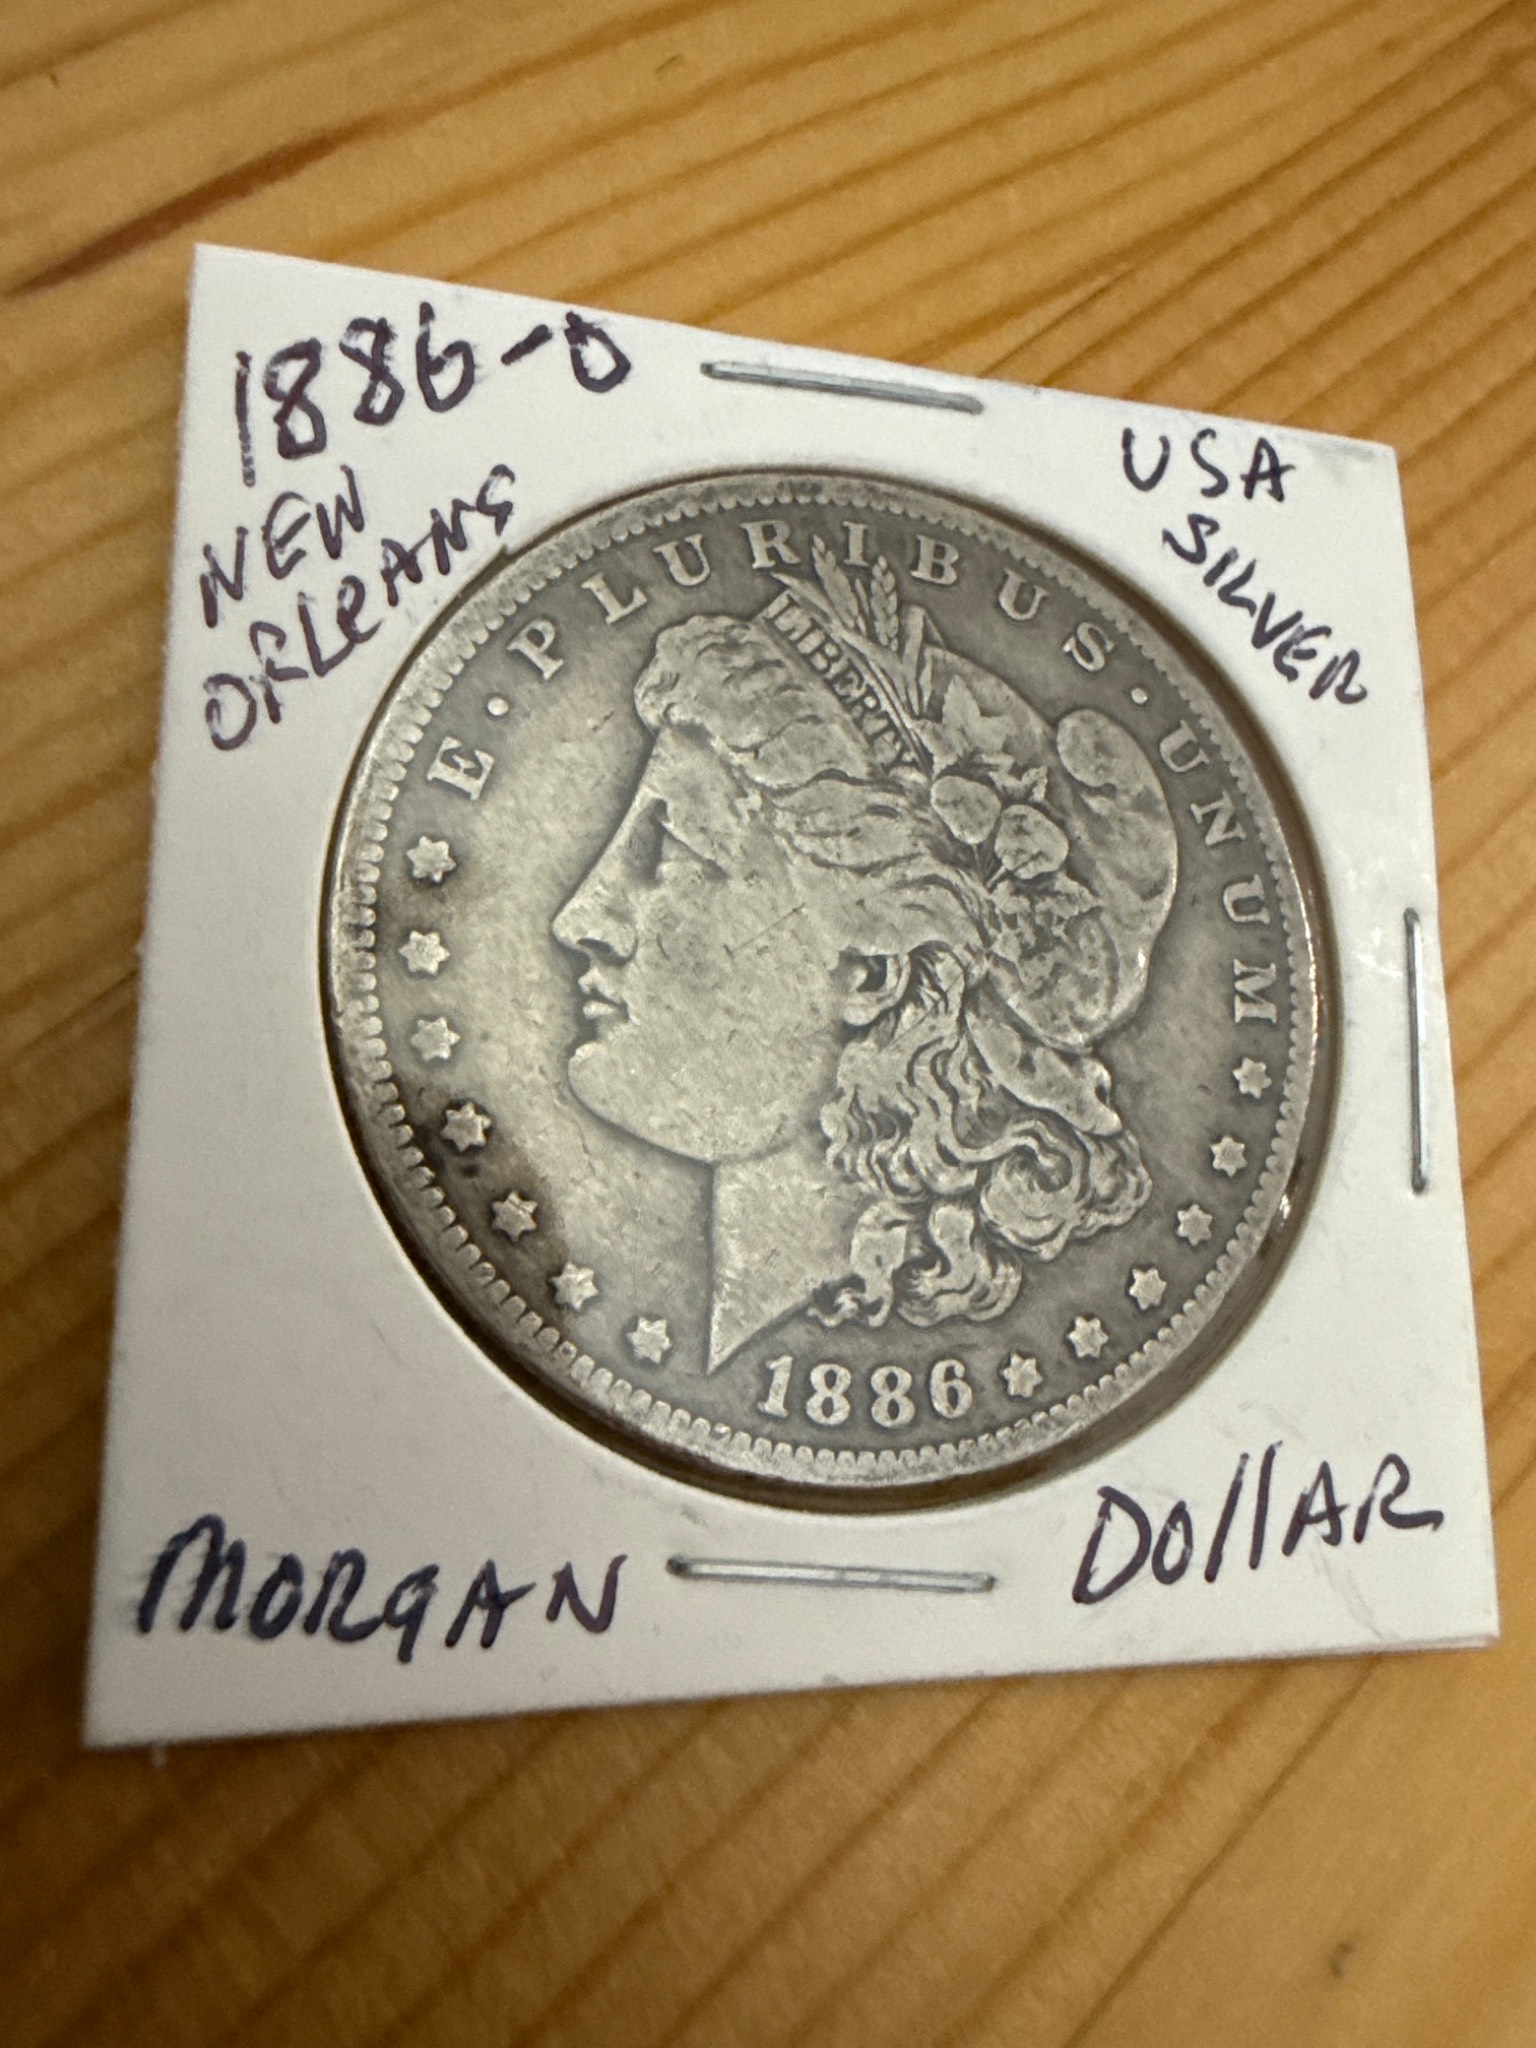 1886-O
NEW
ORLEANS
USA
SILVER
E · PLURIBUS · UNUM
LIBERTY
1886
MORGAN
DOllAR